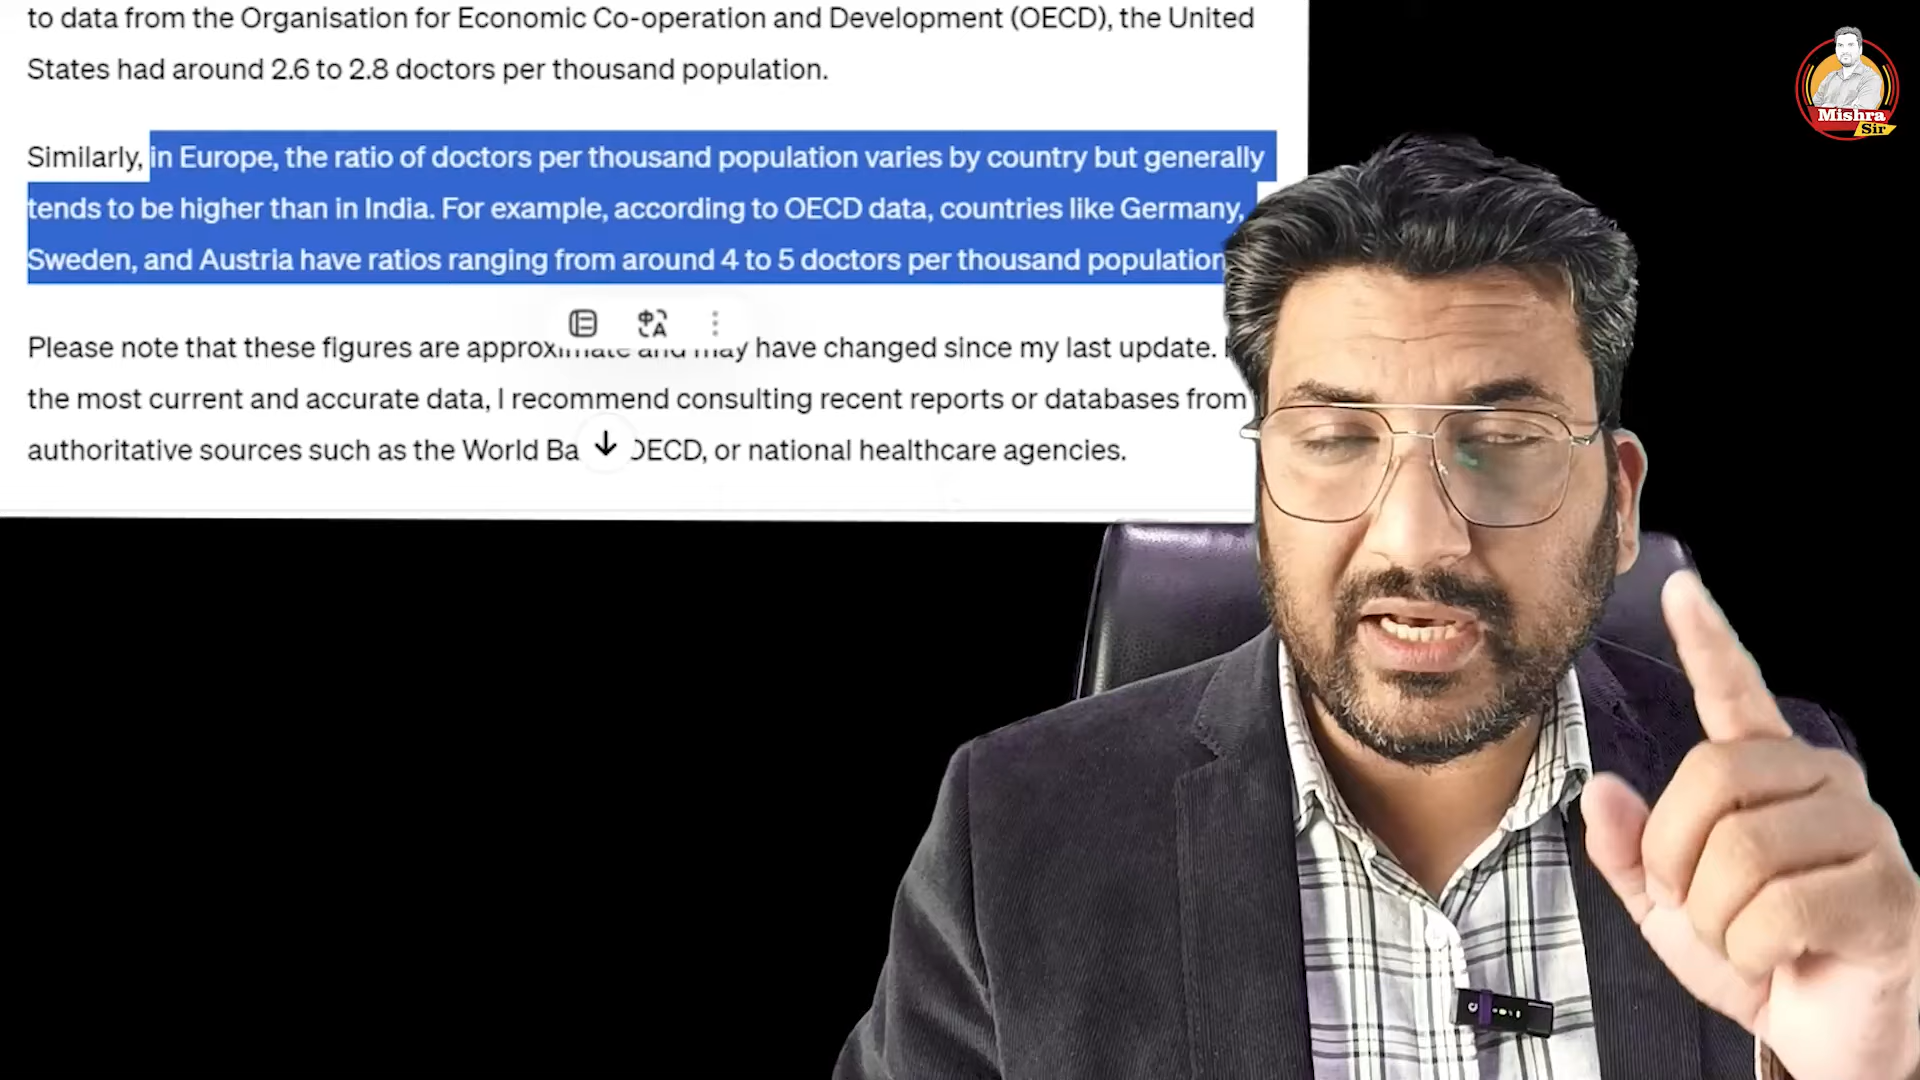 to data from the Organisation for Economic Co-operation and Development (OECD), the United
States had around 2.6 to 2.8 doctors per thousand population.
Similarly, in Europe, the ratio of doctors per thousand population varies by country but generally
tends to be higher than in India. For example, according to OECD data, countries like Germany,
Sweden, and Austria have ratios ranging from around 4 to 5 doctors per thousand population
Please note that these figures are approximate and may have changed since my last update.
the most current and accurate data, I recommend consulting recent reports or databases from
authoritative sources such as the World Ba OECD, or national healthcare agencies.
Mishra
Sir